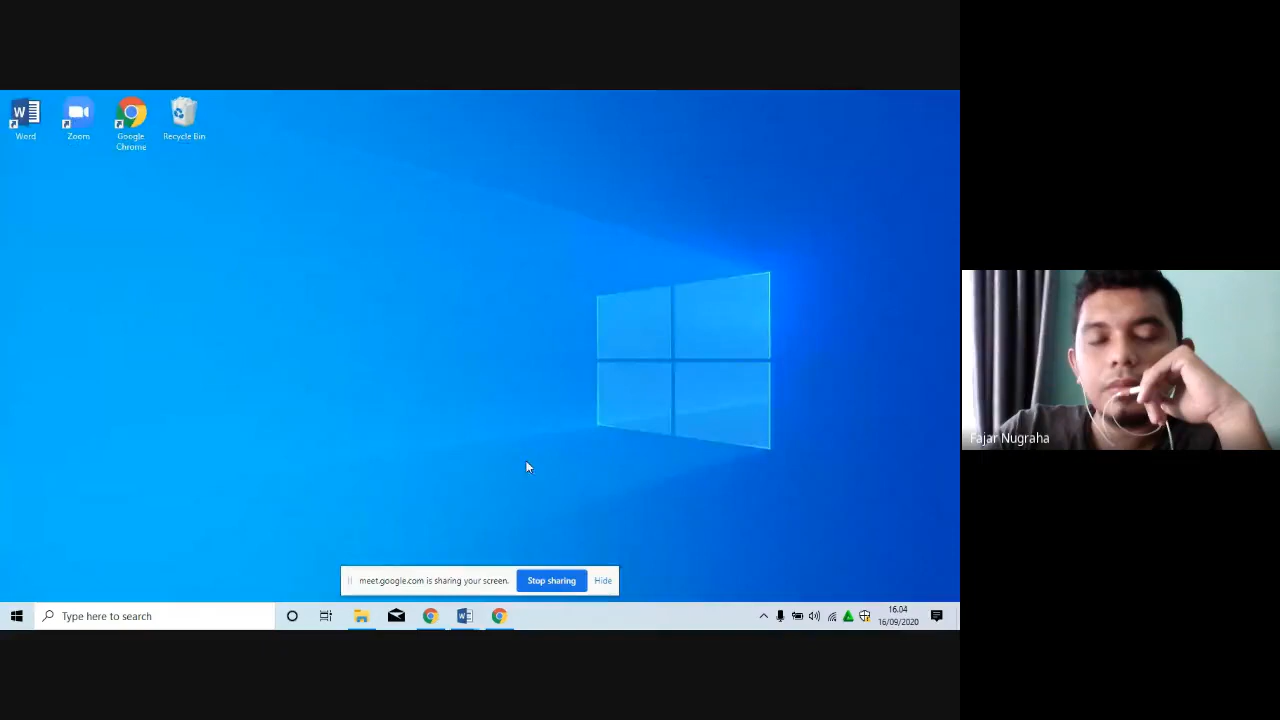 Word
Zoom
Google
Chrome
Recycle Bin
Fajar Nugraha
meet.google.com is sharing your screen.
Stop sharing
Hide
Type here to search
16.04
16/09/2020